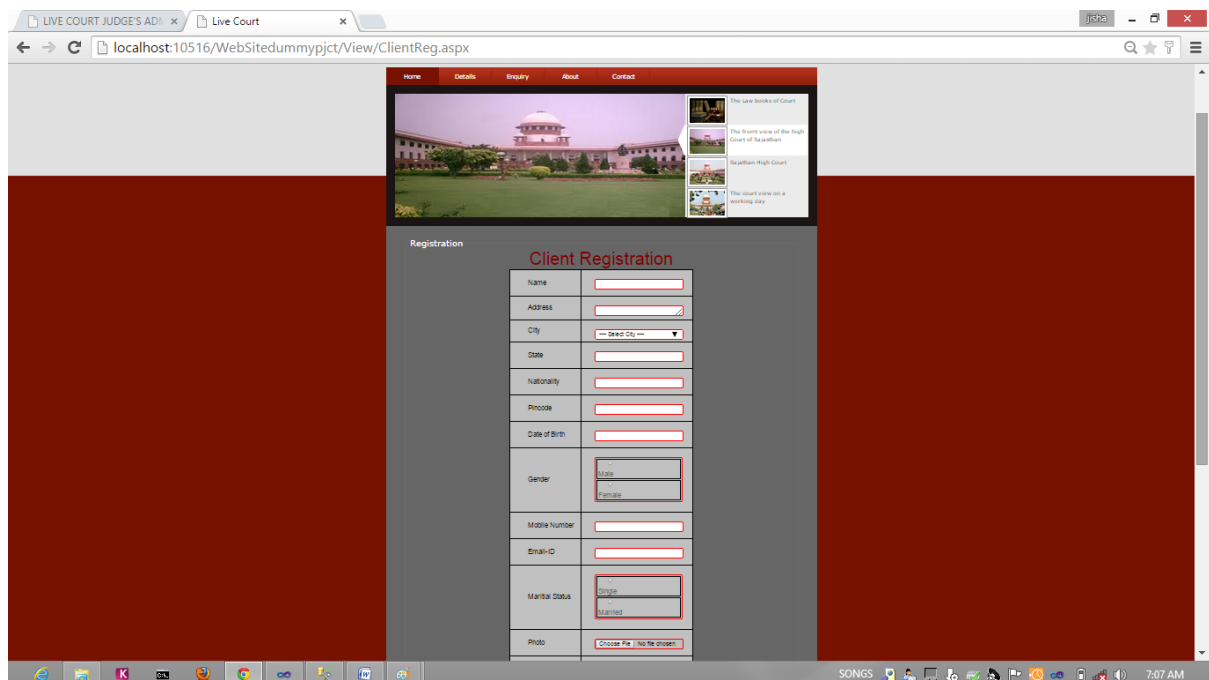 LIVE COURT JUDGE'S ADM
Live Court
jisha
localhost:10516/WebSitedummypjct/View/ClientReg.aspx
Home Details Enquiry About Contact
The Law books of Court
The front view of the high
Court of Rajasthan
Rajathan High Court
The court view on a
working day
Registration
Client Registration
Name
Address
City --- Select City ---
State
Nationality
Pincode
Date of Birth
Gender
Male
Female
Mobile Number
Email-ID
Maritial Status
Single
Married
Photo Choose File No file chosen
SONGS 7:07 AM